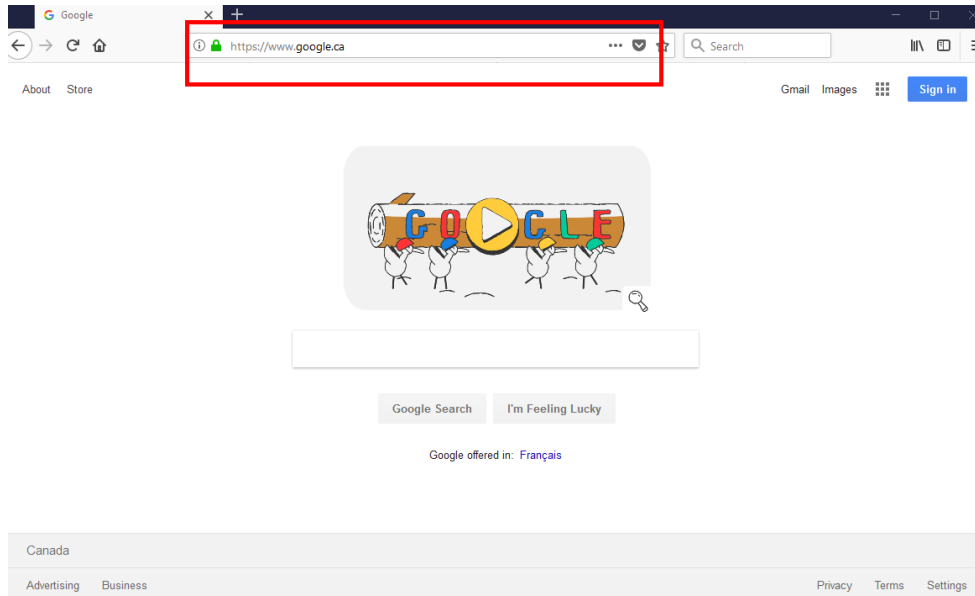 Google
https://www.google.ca
Search
About Store
Gmail Images
Sign in
GOOGLE
Google Search I'm Feeling Lucky
Google offered in: Français
Canada
Advertising Business
Privacy Terms Settings